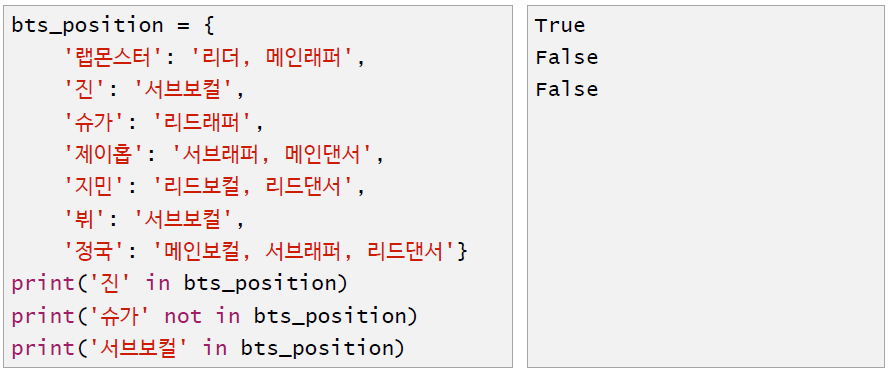 bts_position = {
    '랩몬스터': '리더, 메인래퍼',
    '진': '서브보컬',
    '슈가': '리드래퍼',
    '제이홉': '서브래퍼, 메인댄서',
    '지민': '리드보컬, 리드댄서',
    '뷔': '서브보컬',
    '정국': '메인보컬, 서브래퍼, 리드댄서'}
print('진' in bts_position)
print('슈가' not in bts_position)
print('서브보컬' in bts_position)
True
False
False